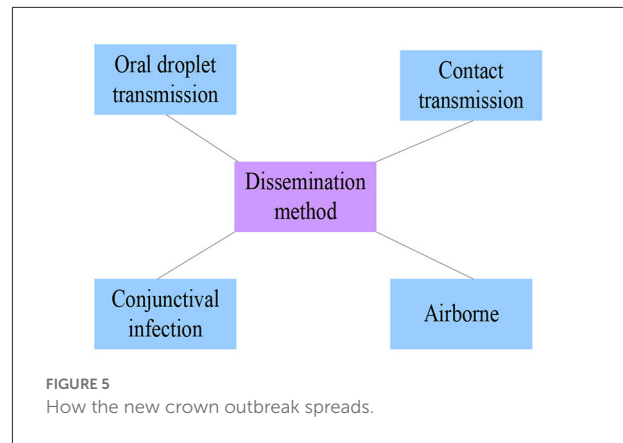 Oral droplet
transmission
Contact
transmission
Dissemination
method
Conjunctival
infection
Airborne
FIGURE 5
How the new crown outbreak spreads.